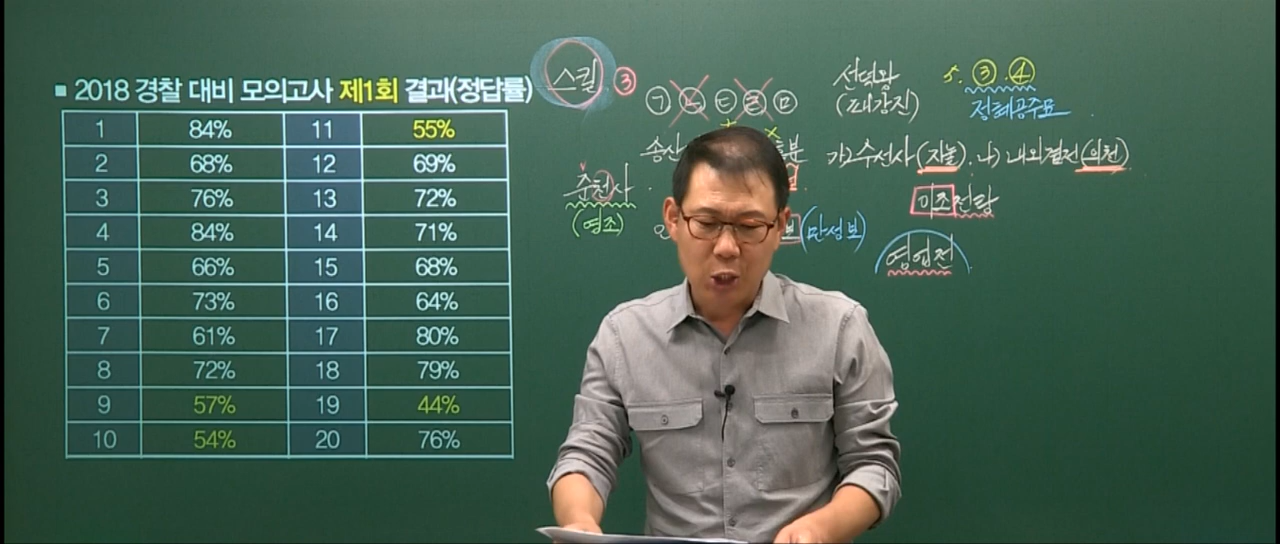 ■ 2018 경찰 대비 모의고사 제1회 결과(정답률)
1 84% 11 55%
2 68% 12 69%
3 76% 13 72%
4 84% 14 71%
5 66% 15 68%
6 73% 16 64%
7 61% 17 80%
8 72% 18 79%
9 57% 19 44%
10 54% 20 76%
스킬 ③
㉠ ㉡ ㉢ ㉣ ㉤
송산
준천사
(영조)
(만성보)
선덕왕
(패강진)
5. ③. ④
정혜공주묘
가) 수선사(지눌). 나) 내외겸전(의천)
이조전랑
영업전